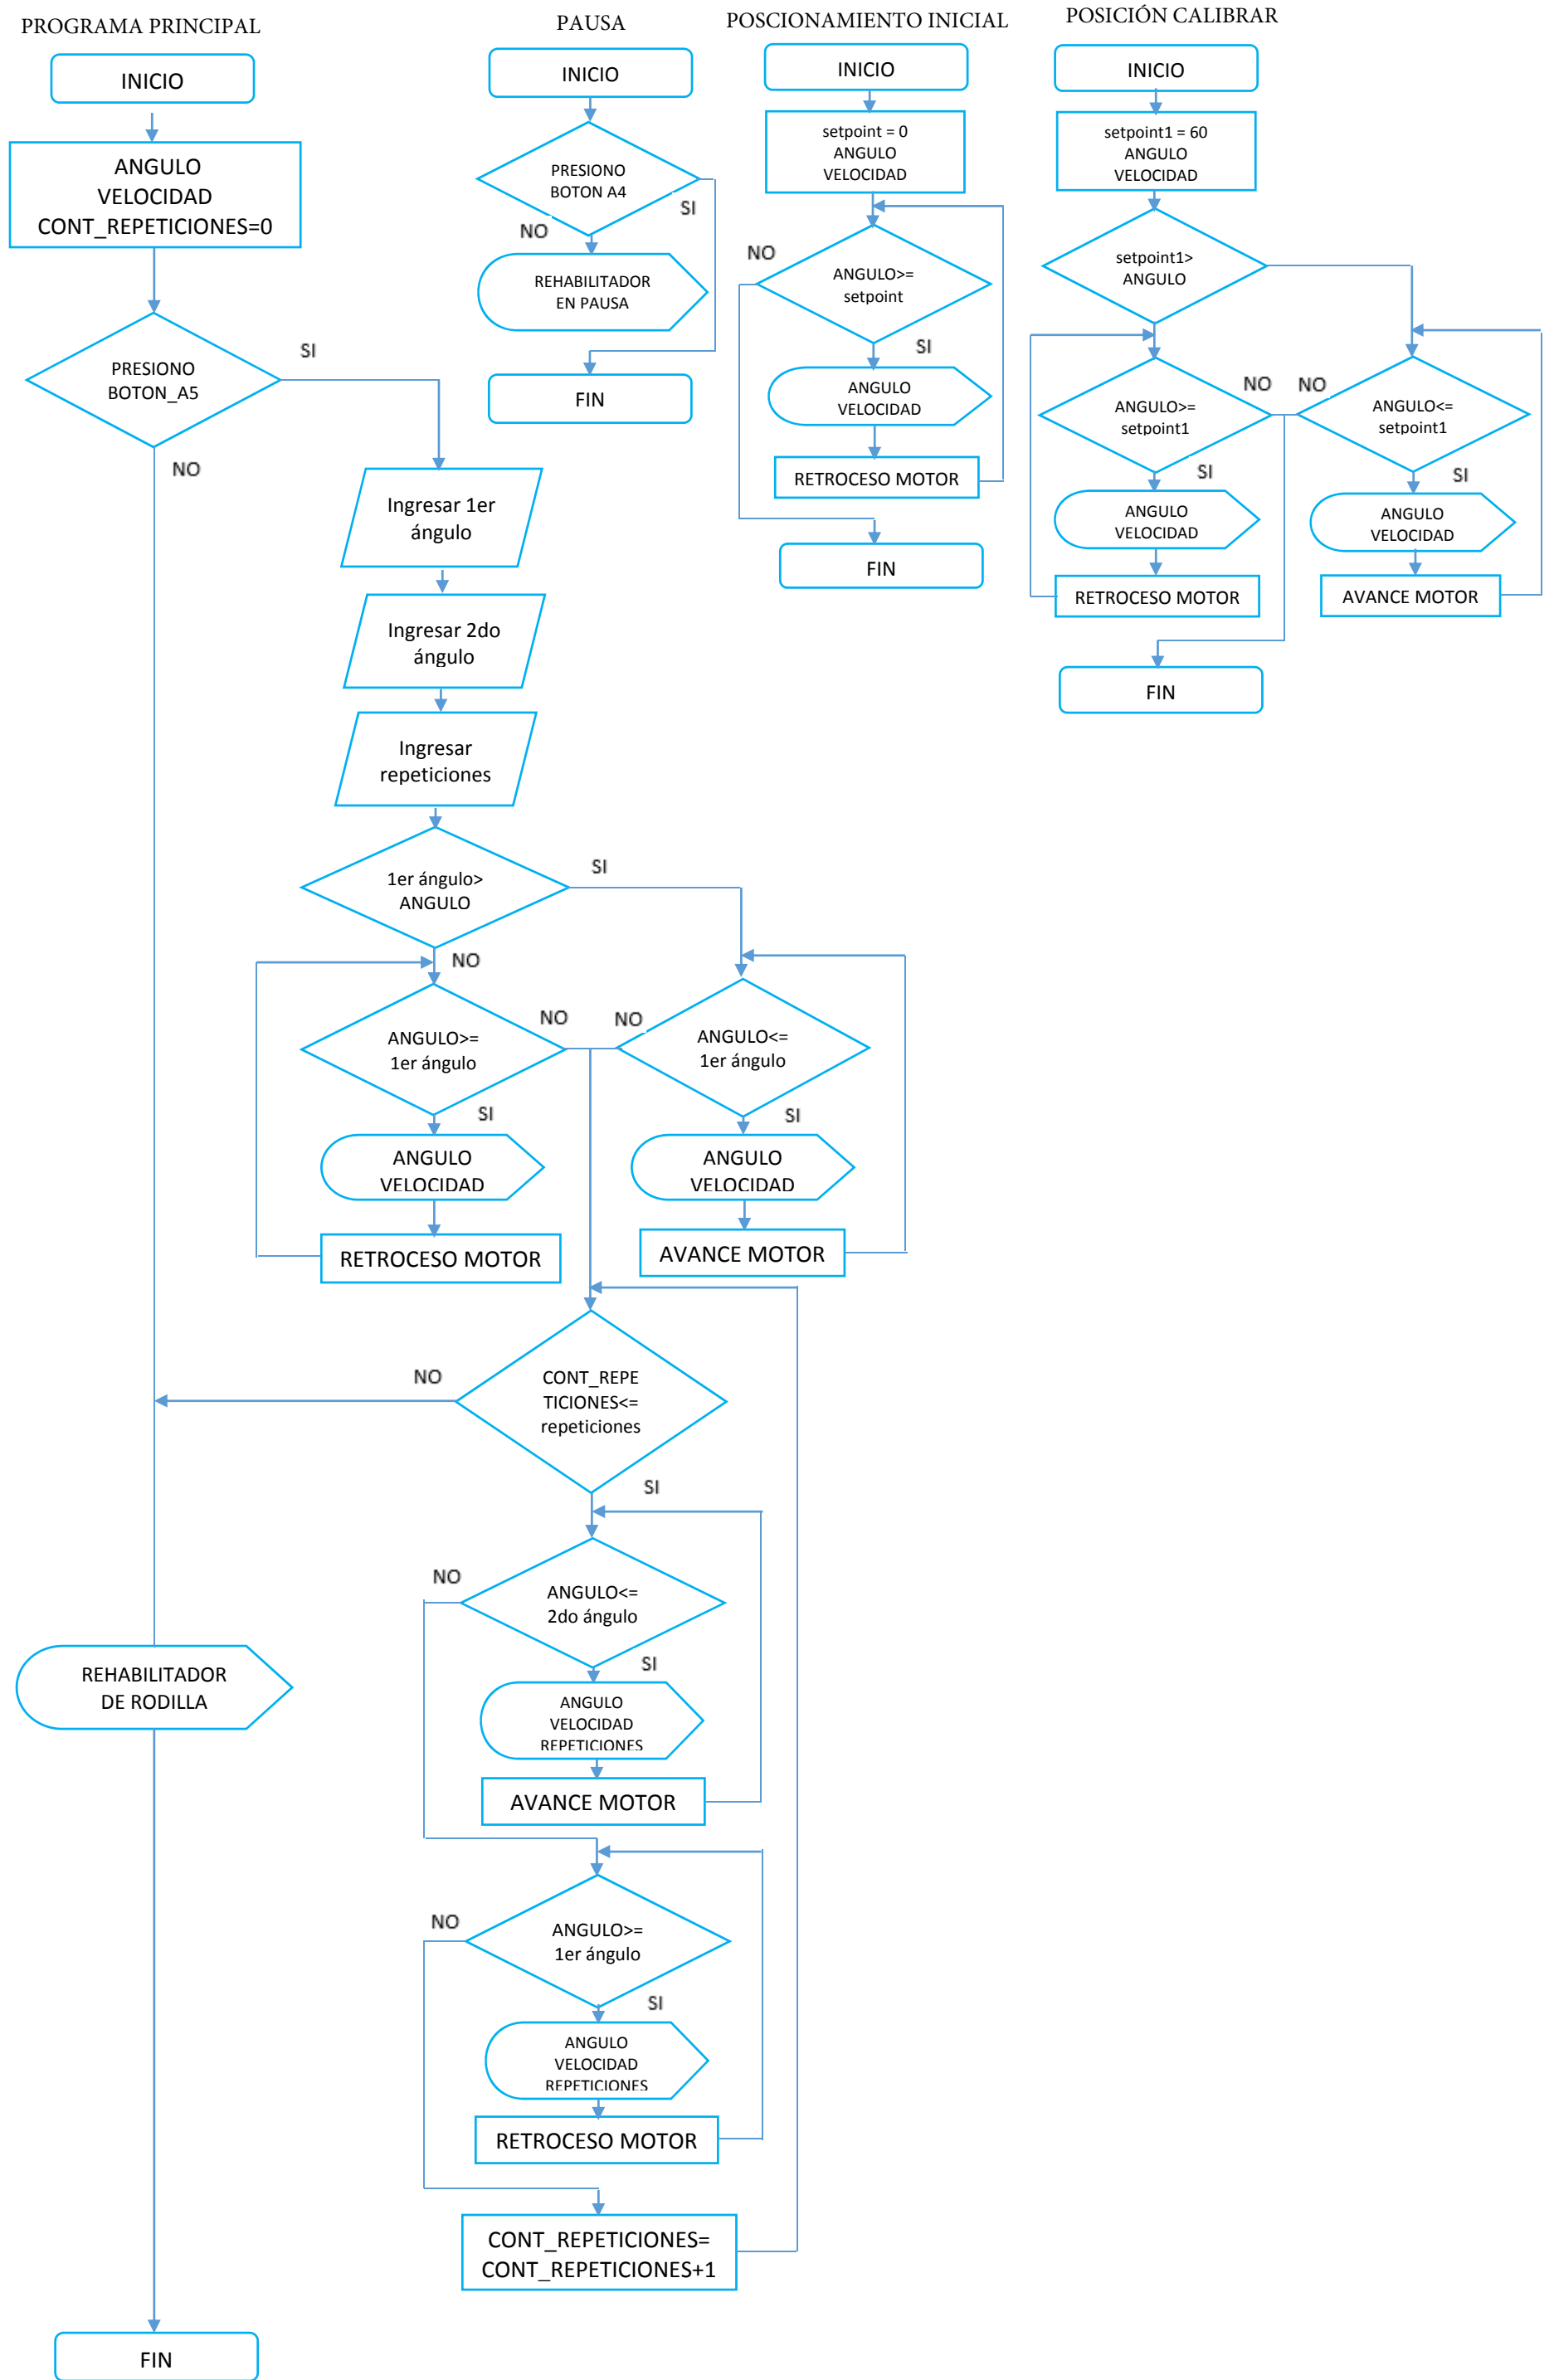 PROGRAMA PRINCIPAL
INICIO
ANGULO
VELOCIDAD
CONT_REPETICIONES=0
PRESIONO
BOTON_A5
SI
NO
Ingresar 1er
ángulo
Ingresar 2do
ángulo
Ingresar
repeticiones
1er ángulo>
ANGULO
SI
NO
ANGULO>=
1er ángulo
NO
NO
ANGULO<=
1er ángulo
SI
SI
ANGULO
VELOCIDAD
ANGULO
VELOCIDAD
RETROCESO MOTOR
AVANCE MOTOR
NO
CONT_REPE
TICIONES<=
repeticiones
SI
NO
ANGULO<=
2do ángulo
SI
REHABILITADOR
DE RODILLA
ANGULO
VELOCIDAD
REPETICIONES
AVANCE MOTOR
NO
ANGULO>=
1er ángulo
SI
ANGULO
VELOCIDAD
REPETICIONES
RETROCESO MOTOR
CONT_REPETICIONES=
CONT_REPETICIONES+1
FIN
PAUSA
INICIO
PRESIONO
BOTON A4
SI
NO
REHABILITADOR
EN PAUSA
FIN
POSCIONAMIENTO INICIAL
INICIO
setpoint = 0
ANGULO
VELOCIDAD
NO
ANGULO>=
setpoint
SI
ANGULO
VELOCIDAD
RETROCESO MOTOR
FIN
POSICIÓN CALIBRAR
INICIO
setpoint1 = 60
ANGULO
VELOCIDAD
setpoint1>
ANGULO
ANGULO>=
setpoint1
NO
NO
ANGULO<=
setpoint1
SI
SI
ANGULO
VELOCIDAD
ANGULO
VELOCIDAD
RETROCESO MOTOR
AVANCE MOTOR
FIN